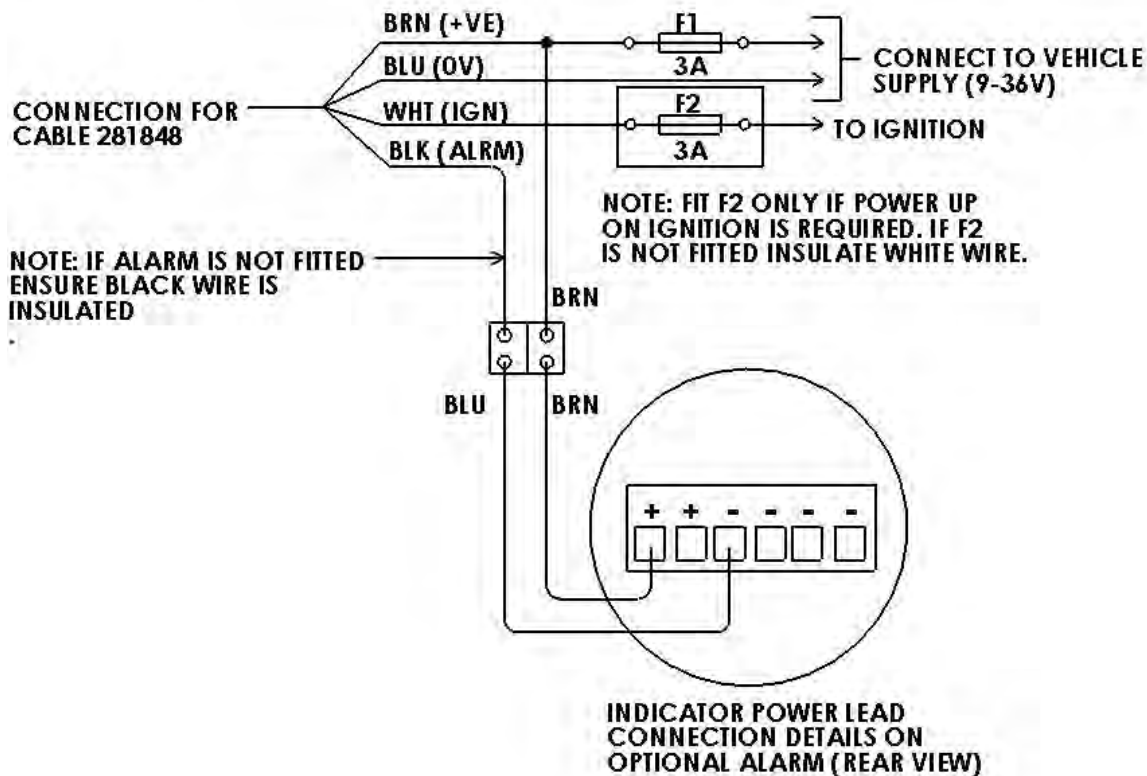 BRN (+VE)
F1
3A
BLU (0V)
CONNECT TO VEHICLE
SUPPLY (9-36V)
CONNECTION FOR
CABLE 281848
WHT (IGN)
F2
3A
TO IGNITION
BLK (ALRM)
NOTE: FIT F2 ONLY IF POWER UP
ON IGNITION IS REQUIRED. IF F2
IS NOT FITTED INSULATE WHITE WIRE.
NOTE: IF ALARM IS NOT FITTED
ENSURE BLACK WIRE IS
INSULATED
.
BRN
BLU
BRN
+ + - - - -
INDICATOR POWER LEAD
CONNECTION DETAILS ON
OPTIONAL ALARM (REAR VIEW)